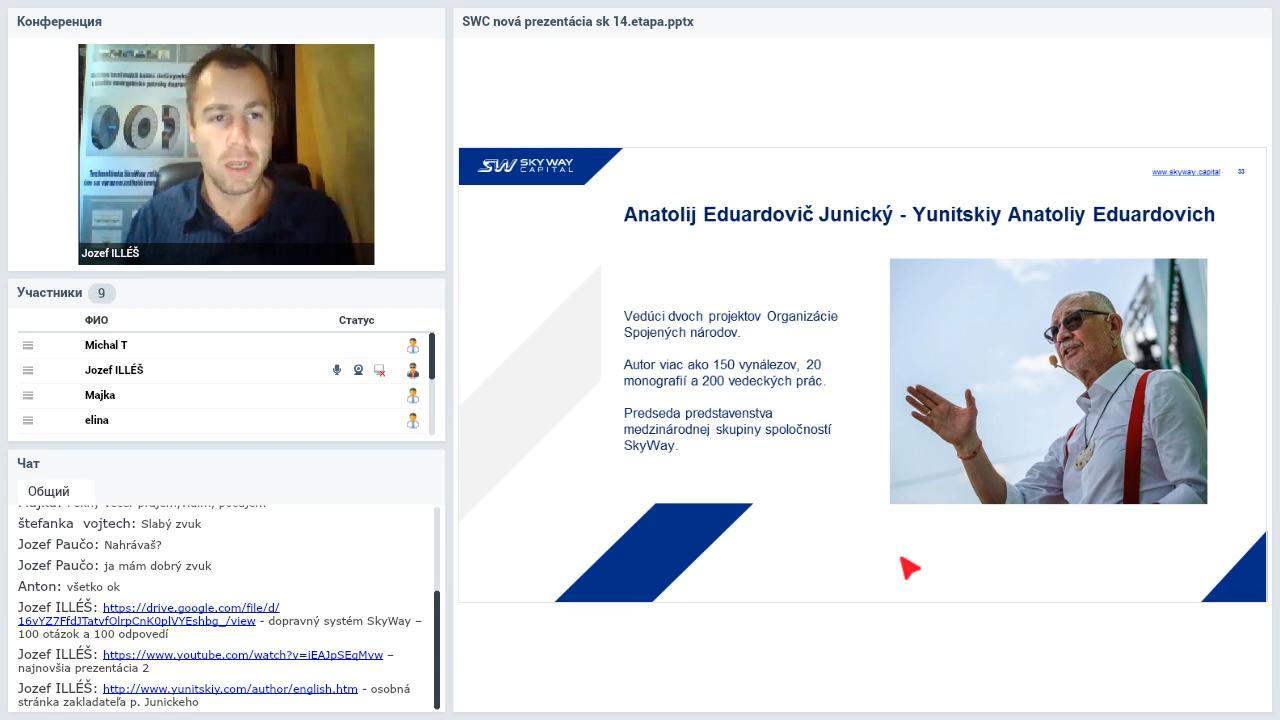 Конференция
Jozef ILLÉŠ
Участники 9
ФИО Статус
Michal T
Jozef ILLÉŠ
Majka
elina
Чат
Общий
štefanka vojtech: Slabý zvuk
Jozef Paučo: Nahrávaš?
Jozef Paučo: ja mám dobrý zvuk
Anton: všetko ok
Jozef ILLÉŠ: https://drive.google.com/file/d/
16vYZ7FfdJTatvfOlrpCnK0plVYEshbg_/view - dopravný systém SkyWay –
100 otázok a 100 odpovedí
Jozef ILLÉŠ: https://www.youtube.com/watch?v=iEAJpSEqMvw –
najnovšia prezentácia 2
Jozef ILLÉŠ: http://www.yunitskiy.com/author/english.htm - osobná
stránka zakladateľa p. Junickeho
SWC nová prezentácia sk 14.etapa.pptx
SW SKY WAY
CAPITAL
www.skyway.capital 33
Anatolij Eduardovič Junický - Yunitskiy Anatoliy Eduardovich
Vedúci dvoch projektov Organizácie
Spojených národov.
Autor viac ako 150 vynálezov, 20
monografií a 200 vedeckých prác.
Predseda predstavenstva
medzinárodnej skupiny spoločností
SkyWay.